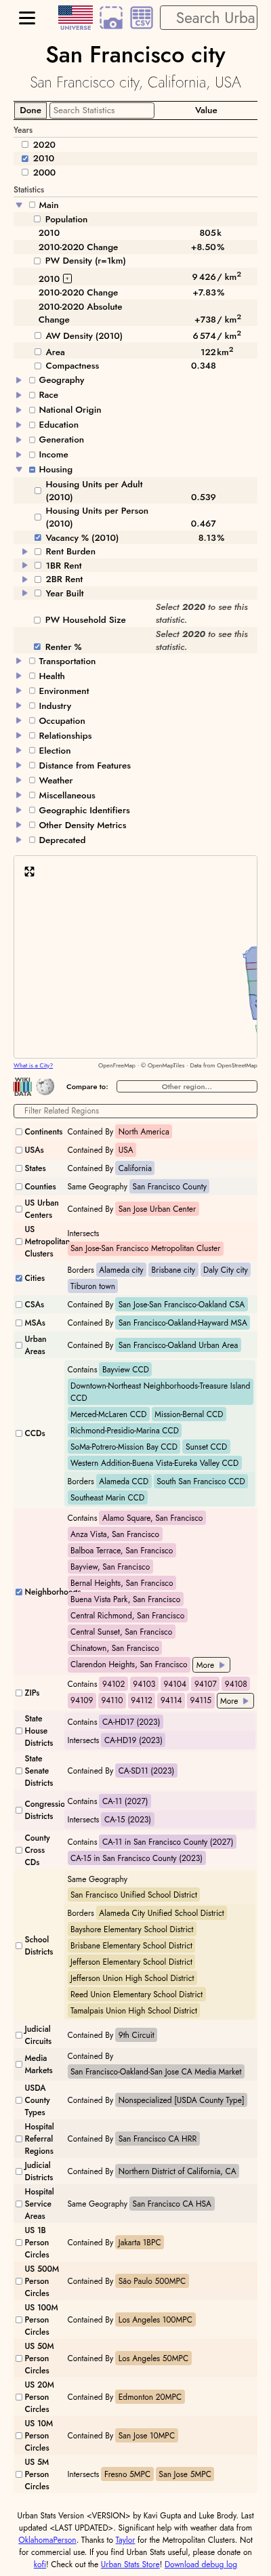 UNIVERSE
CSV
Search Urba
San Francisco city
San Francisco city, California, USA
Done
Search Statistics
Value
Years
2020
2010
2000
Statistics
Main
Population
2010 805k
2010-2020 Change +8.50%
PW Density (r=1km)
2010 9 426 / km2
2010-2020 Change +7.83%
2010-2020 Absolute
Change +738 / km2
AW Density (2010) 6 574 / km2
Area 122km2
Compactness 0.348
Geography
Race
National Origin
Education
Generation
Income
Housing
Housing Units per Adult
(2010) 0.539
Housing Units per Person
(2010) 0.467
Vacancy % (2010) 8.13%
Rent Burden
1BR Rent
2BR Rent
Year Built
PW Household Size
Select 2020 to see this
statistic.
Renter %
Select 2020 to see this
statistic.
Transportation
Health
Environment
Industry
Occupation
Relationships
Election
Distance from Features
Weather
Miscellaneous
Geographic Identifiers
Other Density Metrics
Deprecated
What is a City?
OpenFreeMap · © OpenMapTiles · Data from OpenStreetMap
WIKI
DATA
Compare to:
Other region...
Filter Related Regions
Continents Contained By North America
USAs Contained By USA
States Contained By California
Counties Same Geography San Francisco County
US Urban
Centers
Contained By San Jose Urban Center
US
Metropolitan
Clusters
Intersects
San Jose-San Francisco Metropolitan Cluster
Cities
Borders Alameda city Brisbane city Daly City city
Tiburon town
CSAs Contained By San Jose-San Francisco-Oakland CSA
MSAs Contained By San Francisco-Oakland-Hayward MSA
Urban
Areas
Contained By San Francisco-Oakland Urban Area
CCDs
Contains Bayview CCD
Downtown-Northeast Neighborhoods-Treasure Island
CCD
Merced-McLaren CCD Mission-Bernal CCD
Richmond-Presidio-Marina CCD
SoMa-Potrero-Mission Bay CCD Sunset CCD
Western Addition-Buena Vista-Eureka Valley CCD
Borders Alameda CCD South San Francisco CCD
Southeast Marin CCD
Neighborhoods
Contains Alamo Square, San Francisco
Anza Vista, San Francisco
Balboa Terrace, San Francisco
Bayview, San Francisco
Bernal Heights, San Francisco
Buena Vista Park, San Francisco
Central Richmond, San Francisco
Central Sunset, San Francisco
Chinatown, San Francisco
Clarendon Heights, San Francisco More
ZIPs
Contains 94102 94103 94104 94107 94108
94109 94110 94112 94114 94115 More
State
House
Districts
Contains CA-HD17 (2023)
Intersects CA-HD19 (2023)
State
Senate
Districts
Contained By CA-SD11 (2023)
Congressio
Districts
Contains CA-11 (2027)
Intersects CA-15 (2023)
County
Cross
CDs
Contains CA-11 in San Francisco County (2027)
CA-15 in San Francisco County (2023)
School
Districts
Same Geography
San Francisco Unified School District
Borders Alameda City Unified School District
Bayshore Elementary School District
Brisbane Elementary School District
Jefferson Elementary School District
Jefferson Union High School District
Reed Union Elementary School District
Tamalpais Union High School District
Judicial
Circuits
Contained By 9th Circuit
Media
Markets
Contained By
San Francisco-Oakland-San Jose CA Media Market
USDA
County
Types
Contained By Nonspecialized [USDA County Type]
Hospital
Referral
Regions
Contained By San Francisco CA HRR
Judicial
Districts
Contained By Northern District of California, CA
Hospital
Service
Areas
Same Geography San Francisco CA HSA
US 1B
Person
Circles
Contained By Jakarta 1BPC
US 500M
Person
Circles
Contained By São Paulo 500MPC
US 100M
Person
Circles
Contained By Los Angeles 100MPC
US 50M
Person
Circles
Contained By Los Angeles 50MPC
US 20M
Person
Circles
Contained By Edmonton 20MPC
US 10M
Person
Circles
Contained By San Jose 10MPC
US 5M
Person
Circles
Intersects Fresno 5MPC San Jose 5MPC
Urban Stats Version <VERSION> by Kavi Gupta and Luke Brody. Last
updated <LAST UPDATED>. Significant help with weather data from
OklahomaPerson. Thanks to Taylor for the Metropolitan Clusters. Not
for commercial use. If you find Urban Stats useful, please donate on
kofi! Check out the Urban Stats Store! Download debug log